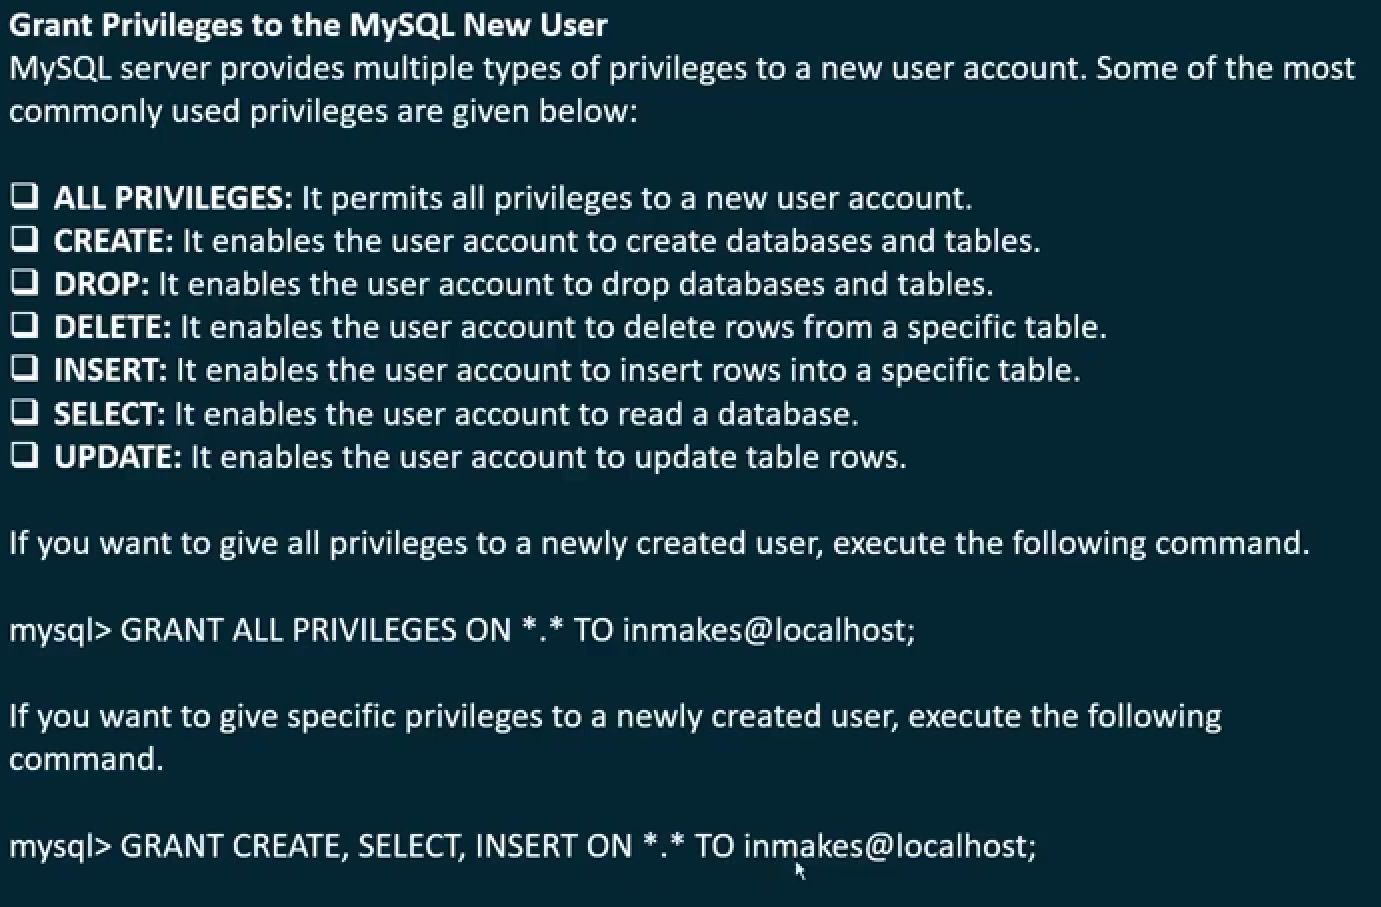 Grant Privileges to the MySQL New User
MySQL server provides multiple types of privileges to a new user account. Some of the most
commonly used privileges are given below:
❑ ALL PRIVILEGES: It permits all privileges to a new user account.
❑ CREATE: It enables the user account to create databases and tables.
❑ DROP: It enables the user account to drop databases and tables.
❑ DELETE: It enables the user account to delete rows from a specific table.
❑ INSERT: It enables the user account to insert rows into a specific table.
❑ SELECT: It enables the user account to read a database.
❑ UPDATE: It enables the user account to update table rows.
If you want to give all privileges to a newly created user, execute the following command.
mysql> GRANT ALL PRIVILEGES ON *.* TO inmakes@localhost;
If you want to give specific privileges to a newly created user, execute the following
command.
mysql> GRANT CREATE, SELECT, INSERT ON *.* TO inmakes@localhost;